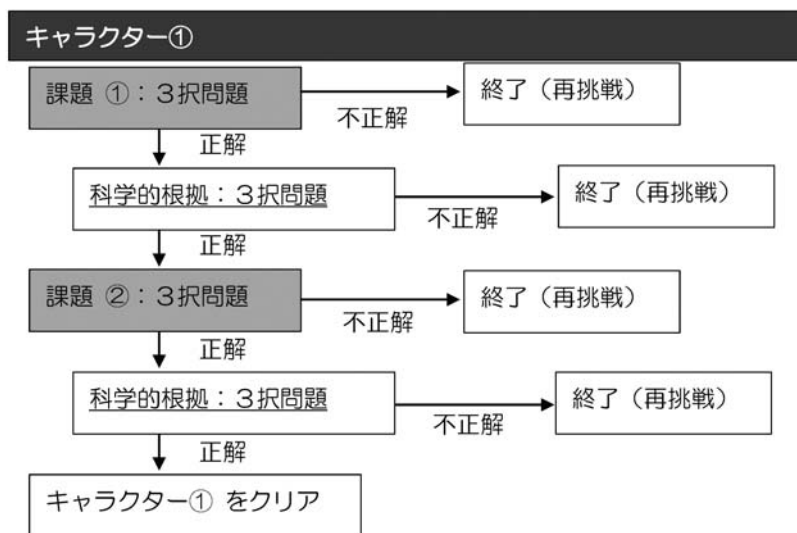 キャラクター①
課題 ①：３択問題
終了（再挑戦）
不正解
正解
科学的根拠：３択問題
終了（再挑戦）
不正解
正解
課題 ②：３択問題
終了（再挑戦）
不正解
正解
科学的根拠：３択問題
終了（再挑戦）
不正解
正解
キャラクター① をクリア